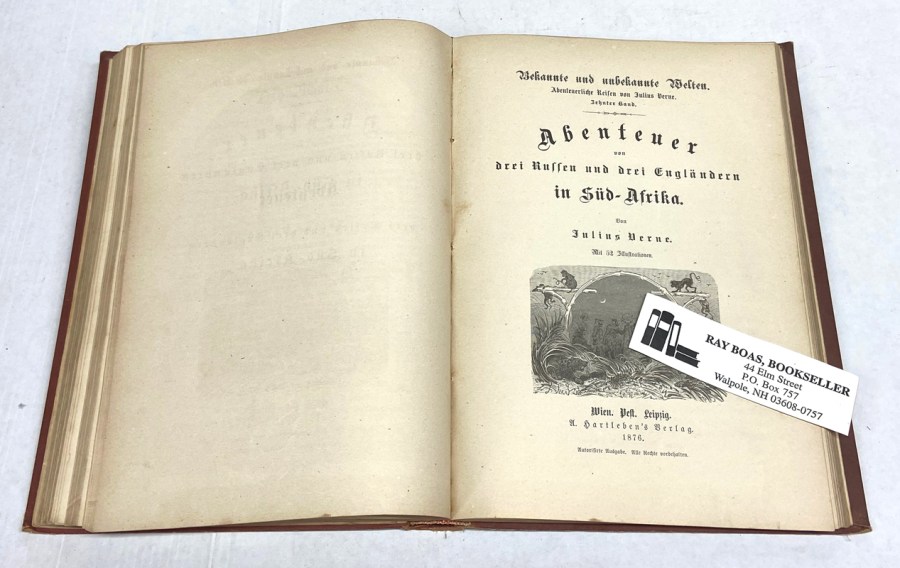 Bekannte und unbekannte Welten.
Abenteuerliche Reisen von Julius Verne.
Zehnter Band.
Abenteuer
von
drei Russen und drei Engländern
in Süd-Afrika.
Von
Julius Verne.
Mit 52 Illustrationen.
Wien. Pest. Leipzig.
A. Hartleben's Verlag.
1876.
Autorisirte Ausgabe. Alle Rechte vorbehalten.
RAY BOAS, BOOKSELLER
44 Elm Street
P.O. Box 757
Walpole, NH 03608-0757